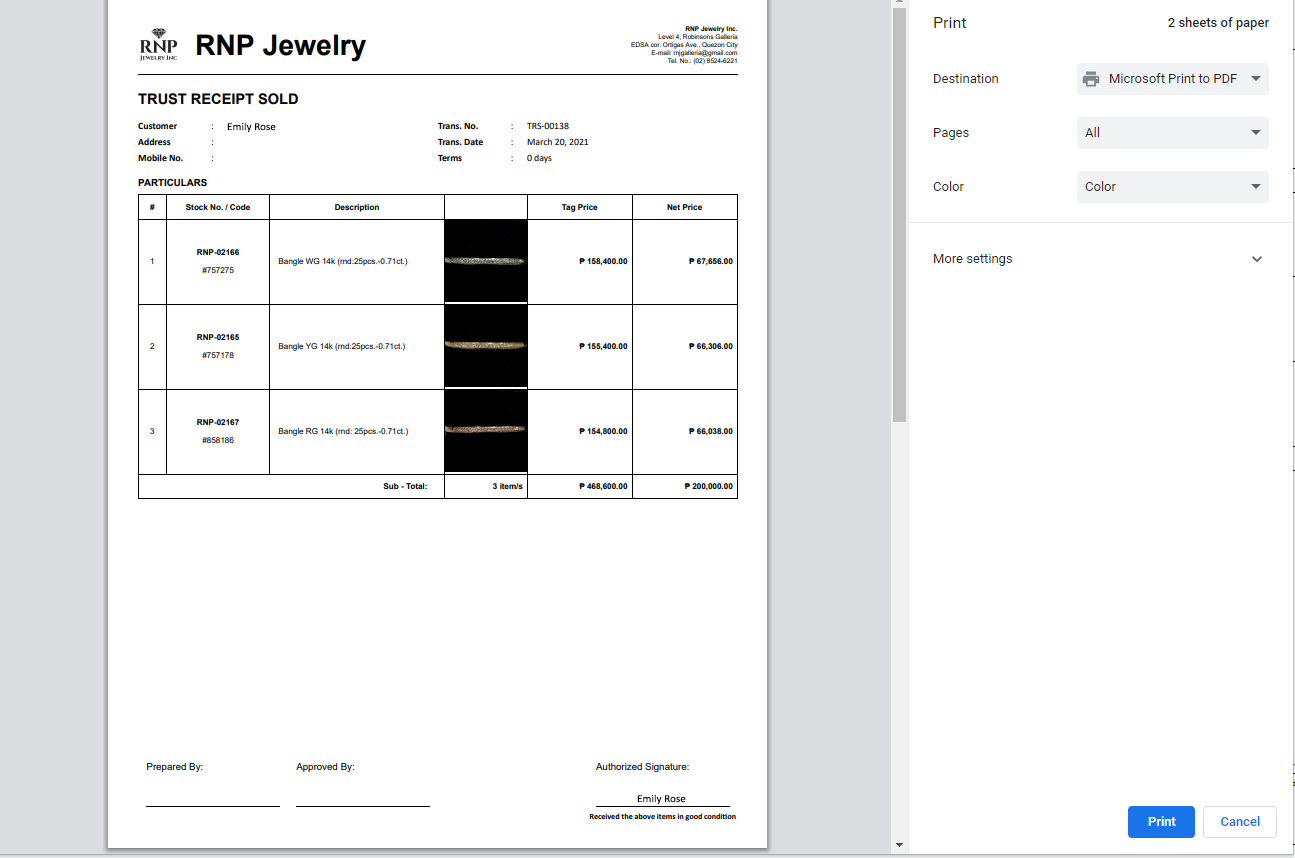 RNP
JEWELRY INC
RNP Jewelry
RNP Jewelry Inc.
Level 4, Robinsons Galleria
EDSA cor. Ortigas Ave., Quezon City
E-mail: rnjgalleria@gmail.com
Tel. No.: (02) 8524-6221
TRUST RECEIPT SOLD
Customer : Emily Rose Trans. No. : TRS-00138
Address : Trans. Date : March 20, 2021
Mobile No. : Terms : 0 days
PARTICULARS
# Stock No. / Code Description Tag Price Net Price
1 RNP-02166 #757275 Bangle WG 14k (rnd:25pcs.-0.71ct.) ₱ 158,400.00 ₱ 67,656.00
2 RNP-02165 #757178 Bangle YG 14k (rnd:25pcs.-0.71ct.) ₱ 155,400.00 ₱ 66,306.00
3 RNP-02167 #858186 Bangle RG 14k (rnd: 25pcs.-0.71ct.) ₱ 154,800.00 ₱ 66,038.00
Sub - Total: 3 item/s ₱ 468,600.00 ₱ 200,000.00
Prepared By: Approved By: Authorized Signature:
Emily Rose
Received the above items in good condition
Print 2 sheets of paper
Destination Microsoft Print to PDF
Pages All
Color Color
More settings
Print Cancel